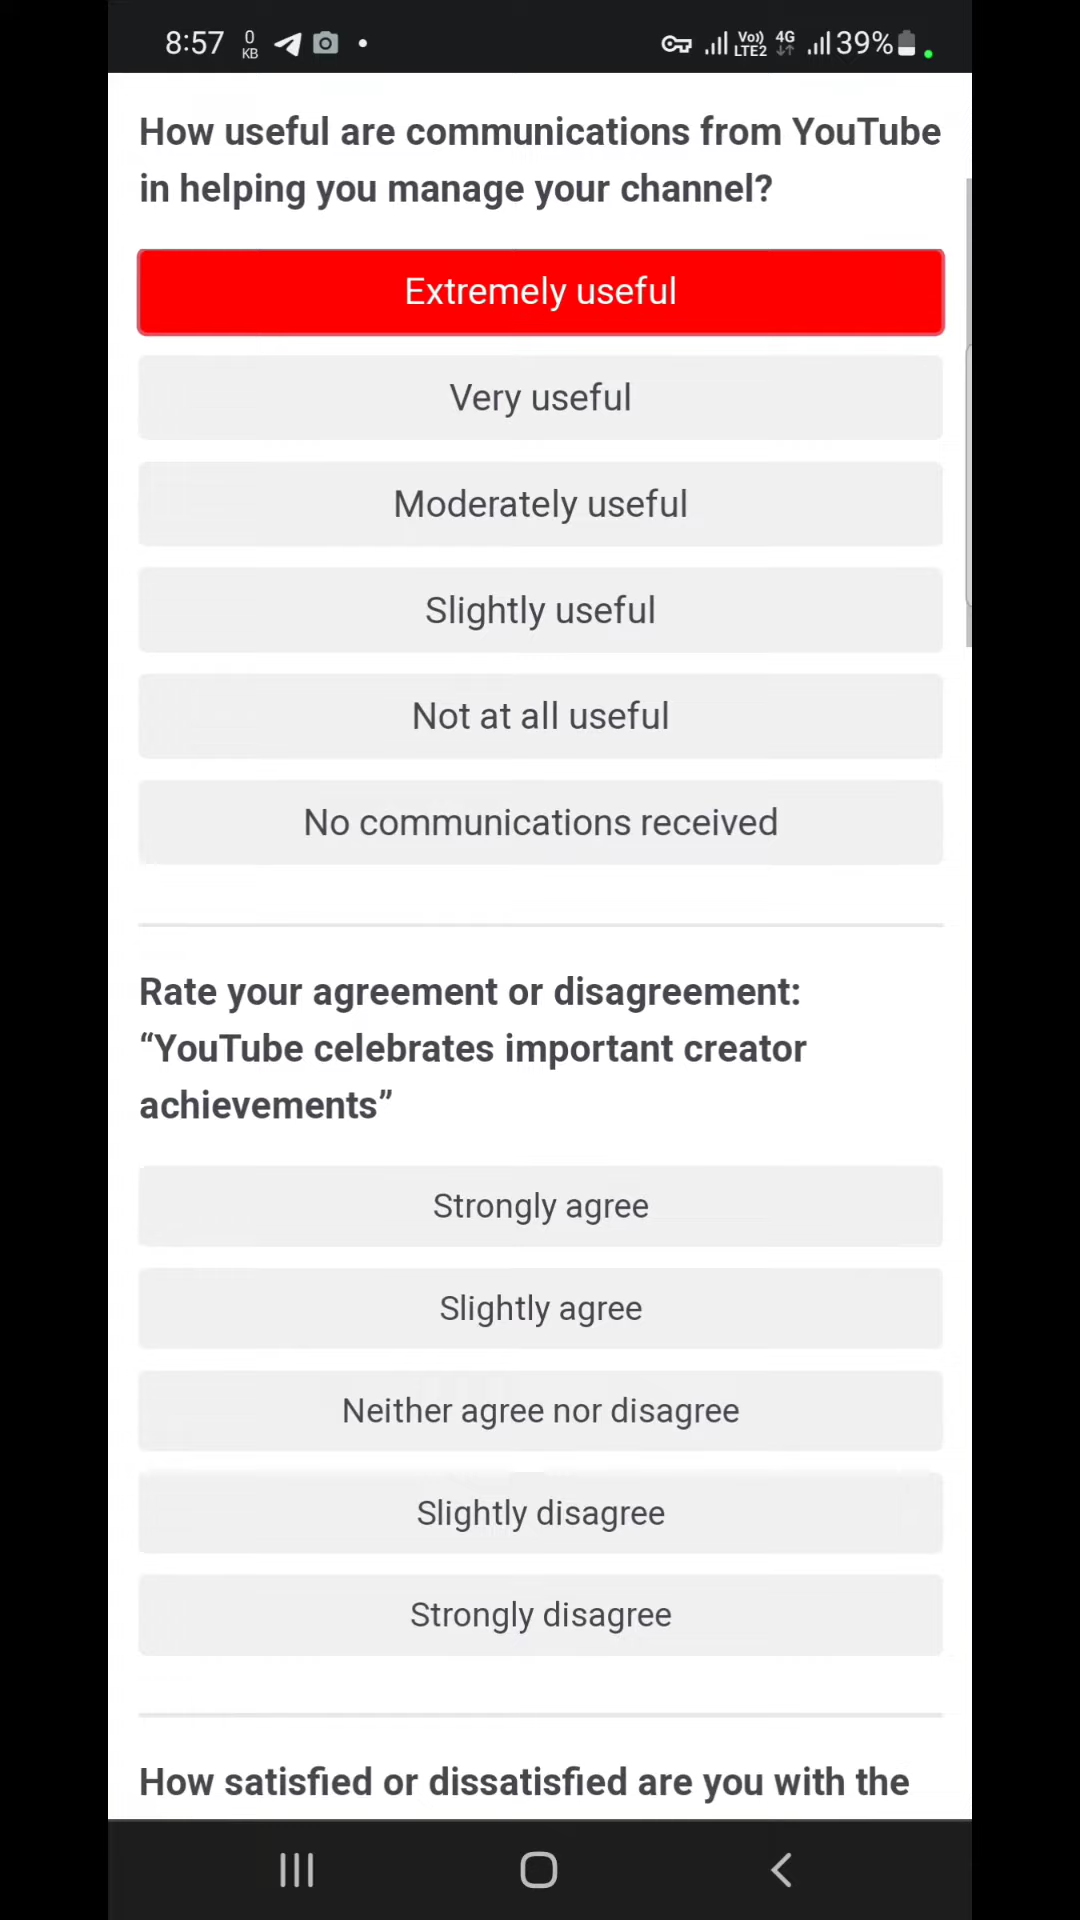 8:57 0 KB Vo)) LTE2 4G 39%
How useful are communications from YouTube
in helping you manage your channel?
Extremely useful
Very useful
Moderately useful
Slightly useful
Not at all useful
No communications received
Rate your agreement or disagreement:
“YouTube celebrates important creator
achievements”
Strongly agree
Slightly agree
Neither agree nor disagree
Slightly disagree
Strongly disagree
How satisfied or dissatisfied are you with the